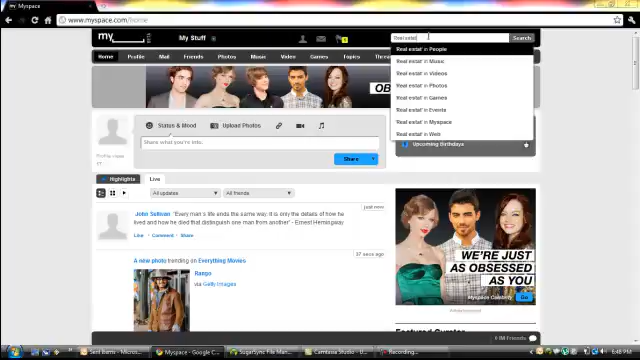 Myspace
www.myspace.com/home
my
My Stuff
Real estat
Search
Home Profile Mail Friends Photos Music Video Games Topics
Real estat' in People
Real estat' in Music
Real estat' in Videos
Real estat' in Photos
Real estat' in Games
Real estat' in Events
Real estat' in Myspace
Real estat' in Web
Upcoming Birthdays
Status & Mood Upload Photos
Share what you're into.
Share
Highlights Live
All updates All friends
just now
John Sullivan "Every man's life ends the same way, it is only the details of how he
lived and how he died that distinguish one man from another" - Ernest Hemingway
Like Comment Share
37 secs ago
A new photo trending on Everything Movies
Rango
via Getty Images
WE'RE JUST
AS OBSESSED
AS YOU
Myspace Celebrity Go
Advertisement
Featured Curator
IM Friends
Sent items - Micros...
Myspace - Google C...
SugarSync File Man...
Camtasia Studio - U...
Recording...
6:48 PM